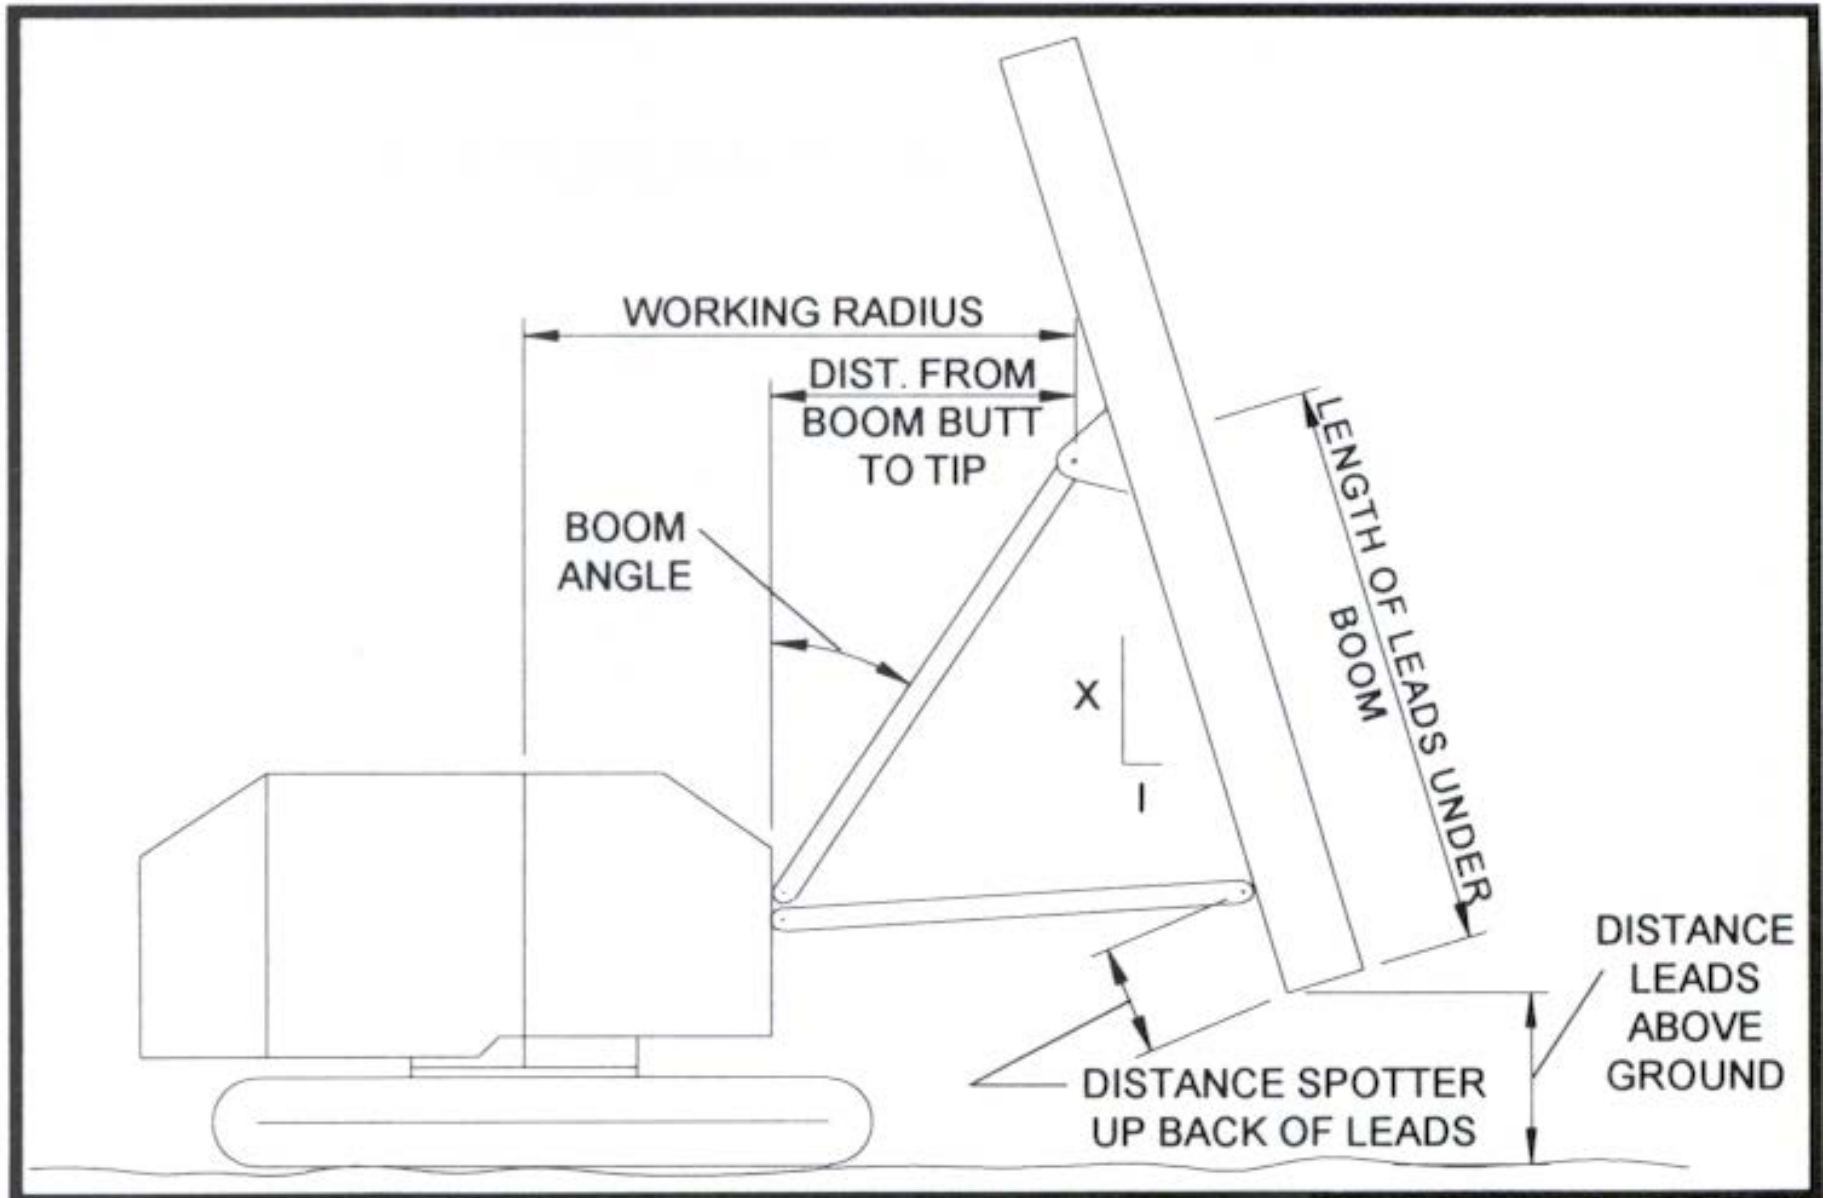 WORKING RADIUS
DIST. FROM
BOOM BUTT
TO TIP
BOOM
ANGLE
LENGTH OF LEADS UNDER
BOOM
X
I
DISTANCE
LEADS
ABOVE
GROUND
DISTANCE SPOTTER
UP BACK OF LEADS